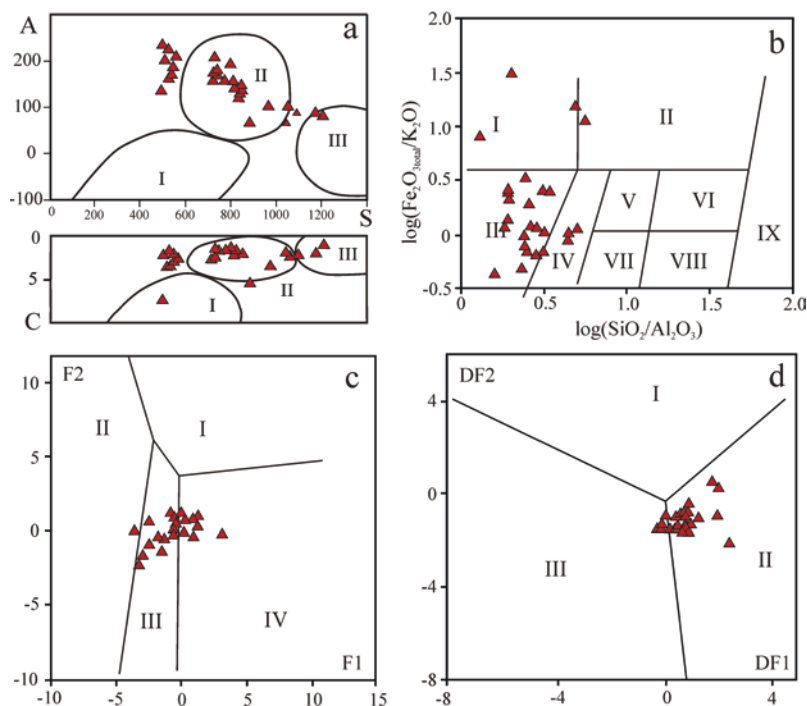 A
a
200
100
0
-100
II
III
I
0 200 400 600 800 1000 1200 S
0
5
C
III
I
II
b
2.0
1.5
1.0
0.5
0
-0.5
log(Fe₂O₃total/K₂O)
I
II
III
IV
V
VI
VII
VIII
IX
0 0.5 1.0 1.5 2.0
log(SiO₂/Al₂O₃)
c
F2
10
5
0
-5
-10
II
I
III
IV
F1
-10 -5 0 5 10 15
d
DF2
4
0
-4
-8
I
III
II
DF1
-8 -4 0 4